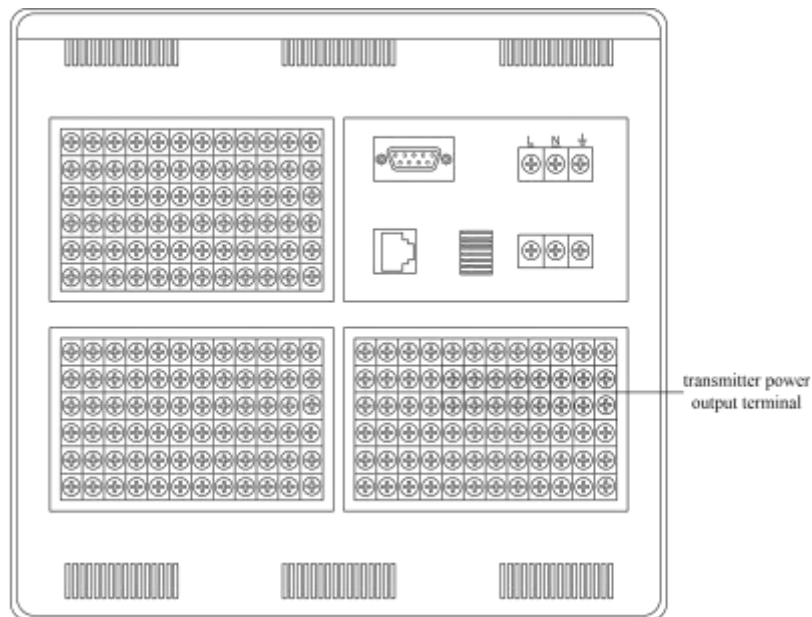 L N ⏚
transmitter power
output terminal